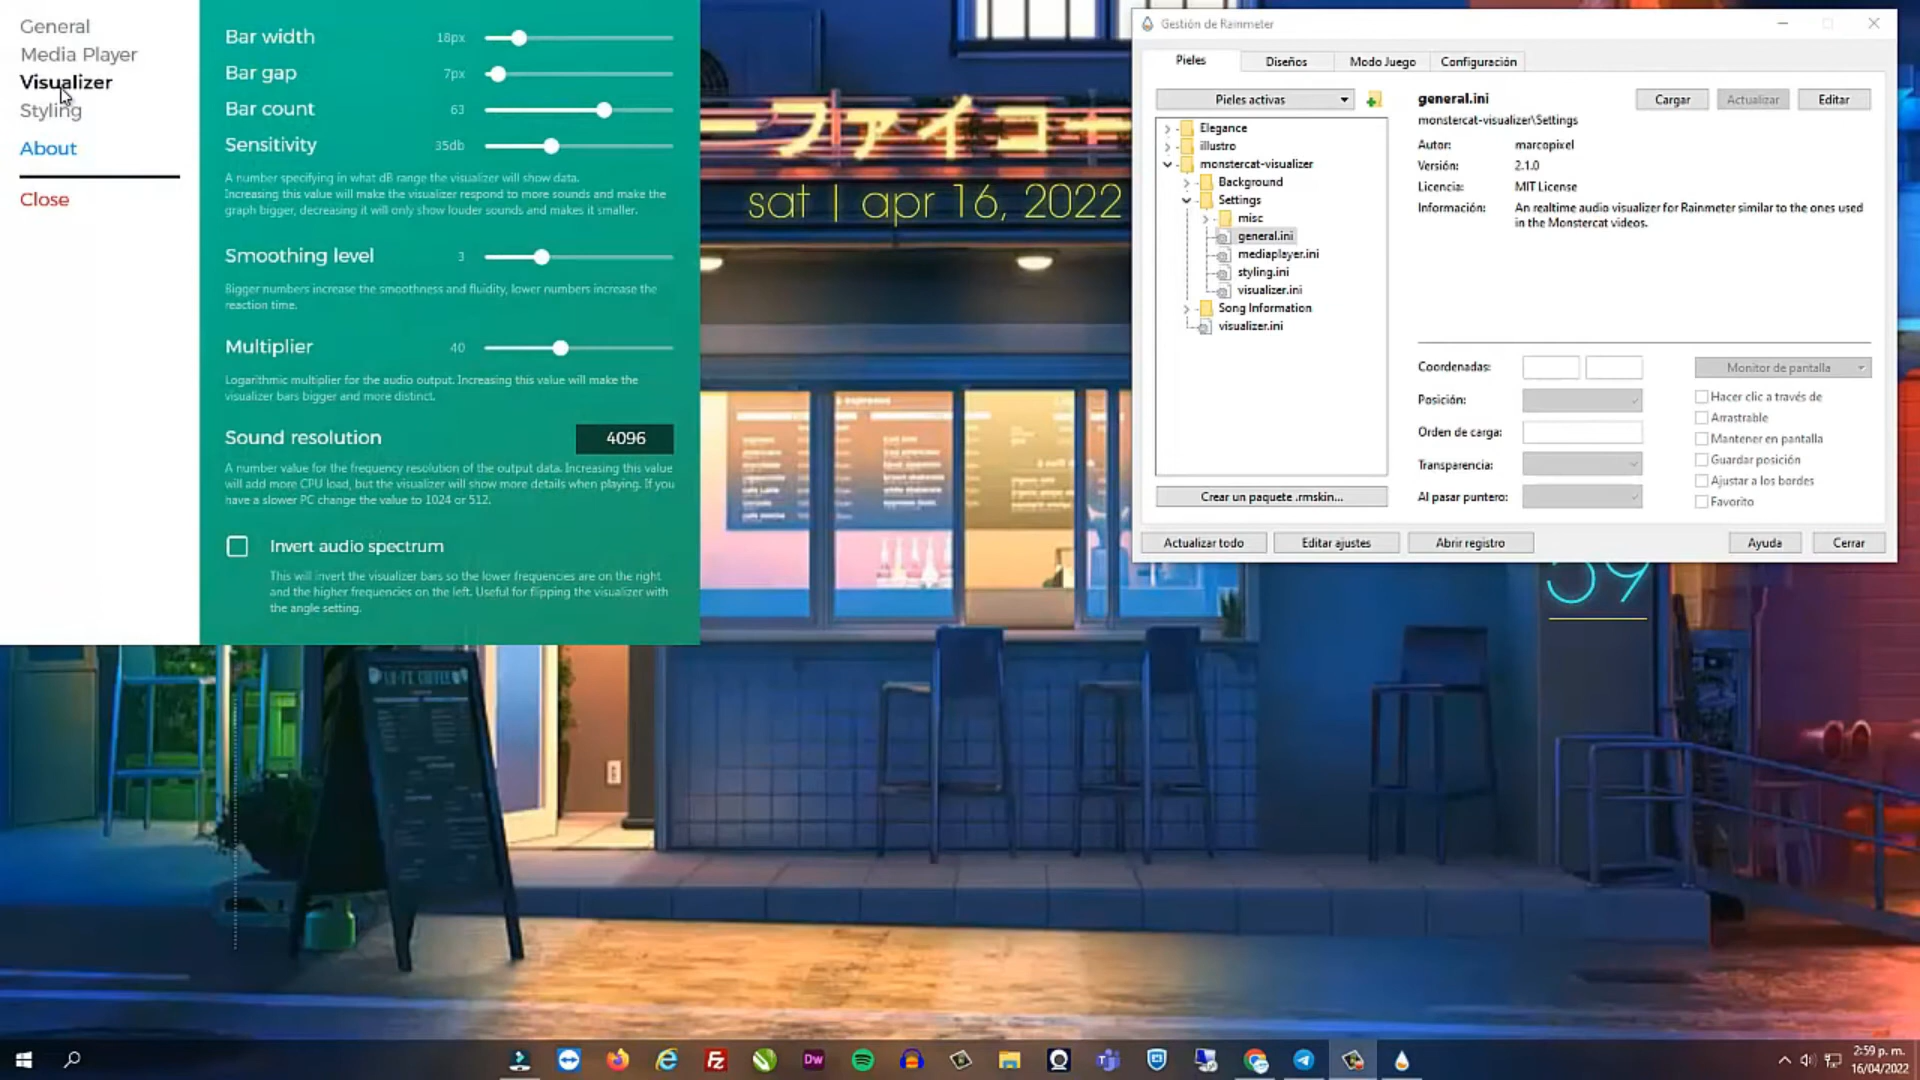 General
Media Player
Visualizer
Styling
About
Close
Bar width 18px
Bar gap 7px
Bar count 63
Sensitivity 35db
A number specifying in what dB range the visualizer will show data.
Increasing this value will make the visualizer respond to more sounds and make the
graph bigger, decreasing it will only show louder sounds and makes it smaller.
Smoothing level 3
Bigger numbers increase the smoothness and fluidity, lower numbers increase the
reaction time.
Multiplier 40
Logarithmic multiplier for the audio output. Increasing this value will make the
visualizer bars bigger and more distinct.
Sound resolution 4096
A number value for the frequency resolution of the output data. Increasing this value
will add more CPU load, but the visualizer will show more details when playing. If you
have a slower PC change the value to 1024 or 512.
Invert audio spectrum
This will invert the visualizer bars so the lower frequencies are on the right
and the higher frequencies on the left. Useful for flipping the visualizer with
the angle setting.
ーファイコー
sat | apr 16, 2022
Gestión de Rainmeter
Pieles Diseños Modo Juego Configuración
Pieles activas
Elegance
illustro
monstercat-visualizer
Background
Settings
misc
general.ini
mediaplayer.ini
styling.ini
visualizer.ini
Song Information
visualizer.ini
Crear un paquete .rmskin...
general.ini Cargar Actualizar Editar
monstercat-visualizer\Settings
Autor: marcopixel
Versión: 2.1.0
Licencia: MIT License
Información: An realtime audio visualizer for Rainmeter similar to the ones used
in the Monstercat videos.
Coordenadas: Monitor de pantalla
Posición: Hacer clic a través de
Arrastrable
Orden de carga: Mantener en pantalla
Transparencia: Guardar posición
Ajustar a los bordes
Al pasar puntero: Favorito
Actualizar todo Editar ajustes Abrir registro Ayuda Cerrar
59
Dw
2:59 p. m.
16/04/2022